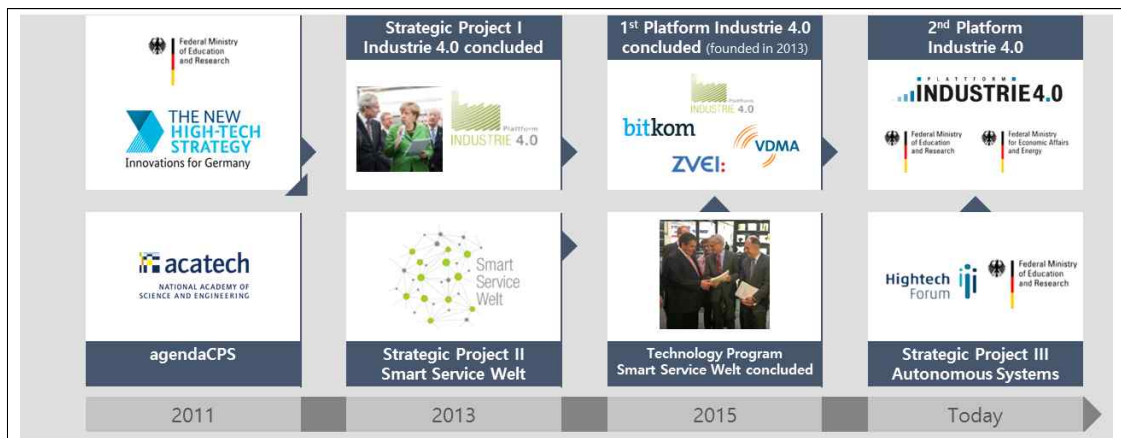 Federal Ministry
of Education
and Research
THE NEW
HIGH-TECH
STRATEGY
Innovations for Germany
Strategic Project I
Industrie 4.0 concluded
Plattform
INDUSTRIE 4.0
1st Platform Industrie 4.0
concluded (founded in 2013)
Plattform
INDUSTRIE 4.0
bitkom
VDMA
ZVEI:
2nd Platform
Industrie 4.0
PLATTFORM
INDUSTRIE4.0
Federal Ministry
of Education
and Research
Federal Ministry
for Economic Affairs
and Energy
acatech
NATIONAL ACADEMY OF
SCIENCE AND ENGINEERING
agendaCPS
Smart
Service
Welt
Strategic Project II
Smart Service Welt
Technology Program
Smart Service Welt concluded
Hightech
Forum
Federal Ministry
of Education
and Research
Strategic Project III
Autonomous Systems
2011
2013
2015
Today